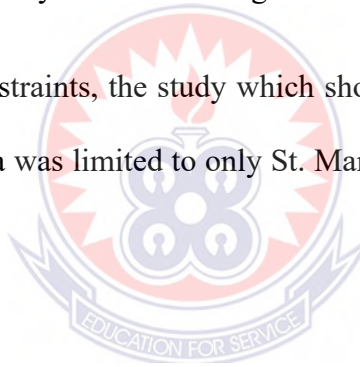 straints, the study which sho
a was limited to only St. Mar
EDUCATION FOR SERVICE